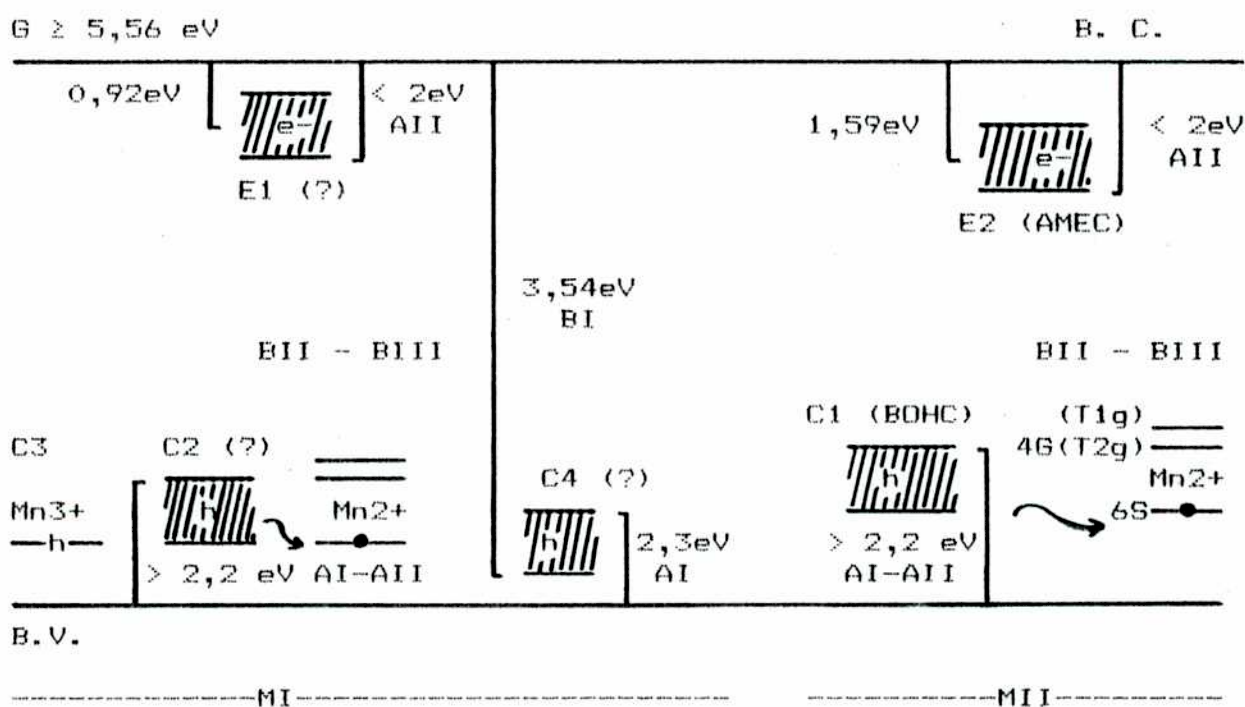 G ≥ 5,56 eV B. C.
0,92eV < 2eV 1,59eV < 2eV
e- AII e- AII
E1 (?) E2 (AMEC)
3,54eV
BI
BII - BIII BII - BIII
C1 (BOHC) (T1g)
C3 C2 (?) 4G(T2g)
C4 (?) h Mn2+
Mn3+ h Mn2+ 6S
h h 2,3eV > 2,2 eV
> 2,2 eV AI-AII AI AI-AII
B.V.
MI MII